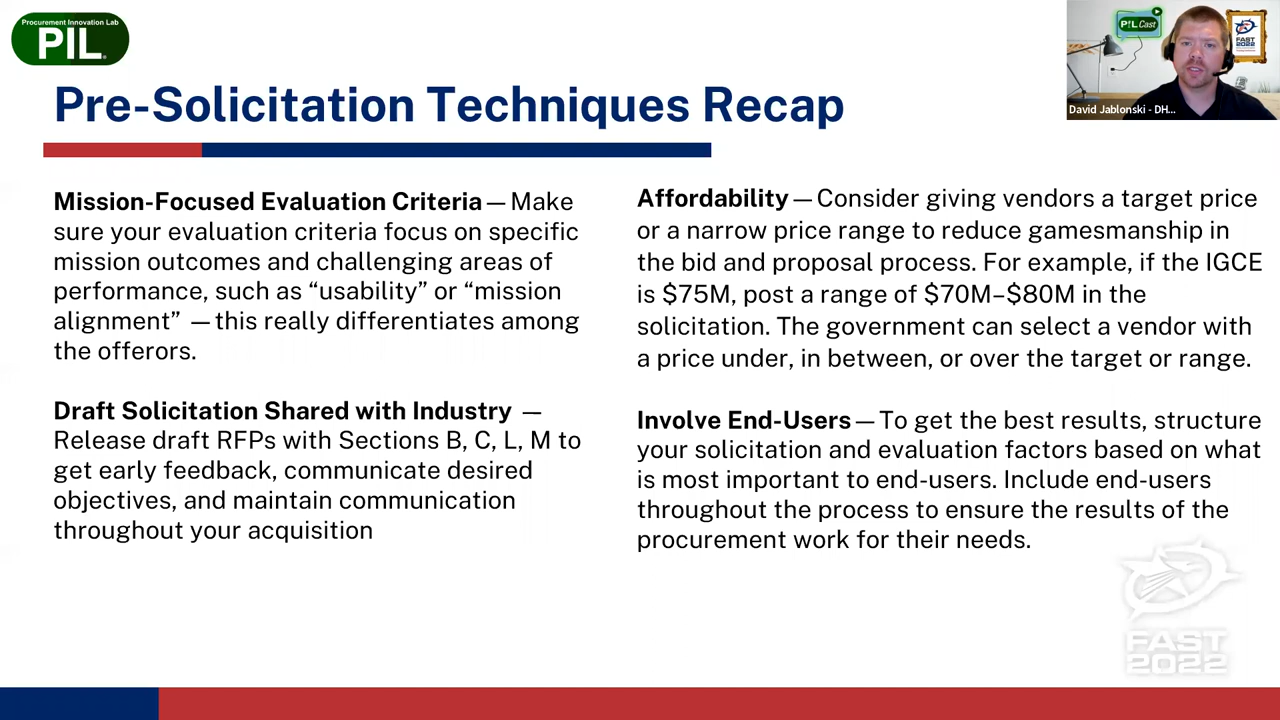 Procurement Innovation Lab
PIL
Pre-Solicitation Techniques Recap
Mission-Focused Evaluation Criteria — Make
sure your evaluation criteria focus on specific
mission outcomes and challenging areas of
performance, such as “usability” or “mission
alignment” — this really differentiates among
the offerors.
Draft Solicitation Shared with Industry —
Release draft RFPs with Sections B, C, L, M to
get early feedback, communicate desired
objectives, and maintain communication
throughout your acquisition
Affordability — Consider giving vendors a target price
or a narrow price range to reduce gamesmanship in
the bid and proposal process. For example, if the IGCE
is $75M, post a range of $70M–$80M in the
solicitation. The government can select a vendor with
a price under, in between, or over the target or range.
Involve End-Users — To get the best results, structure
your solicitation and evaluation factors based on what
is most important to end-users. Include end-users
throughout the process to ensure the results of the
procurement work for their needs.
PIL Cast
FAST
2022
David Jablonski - DH...
FAST
2022